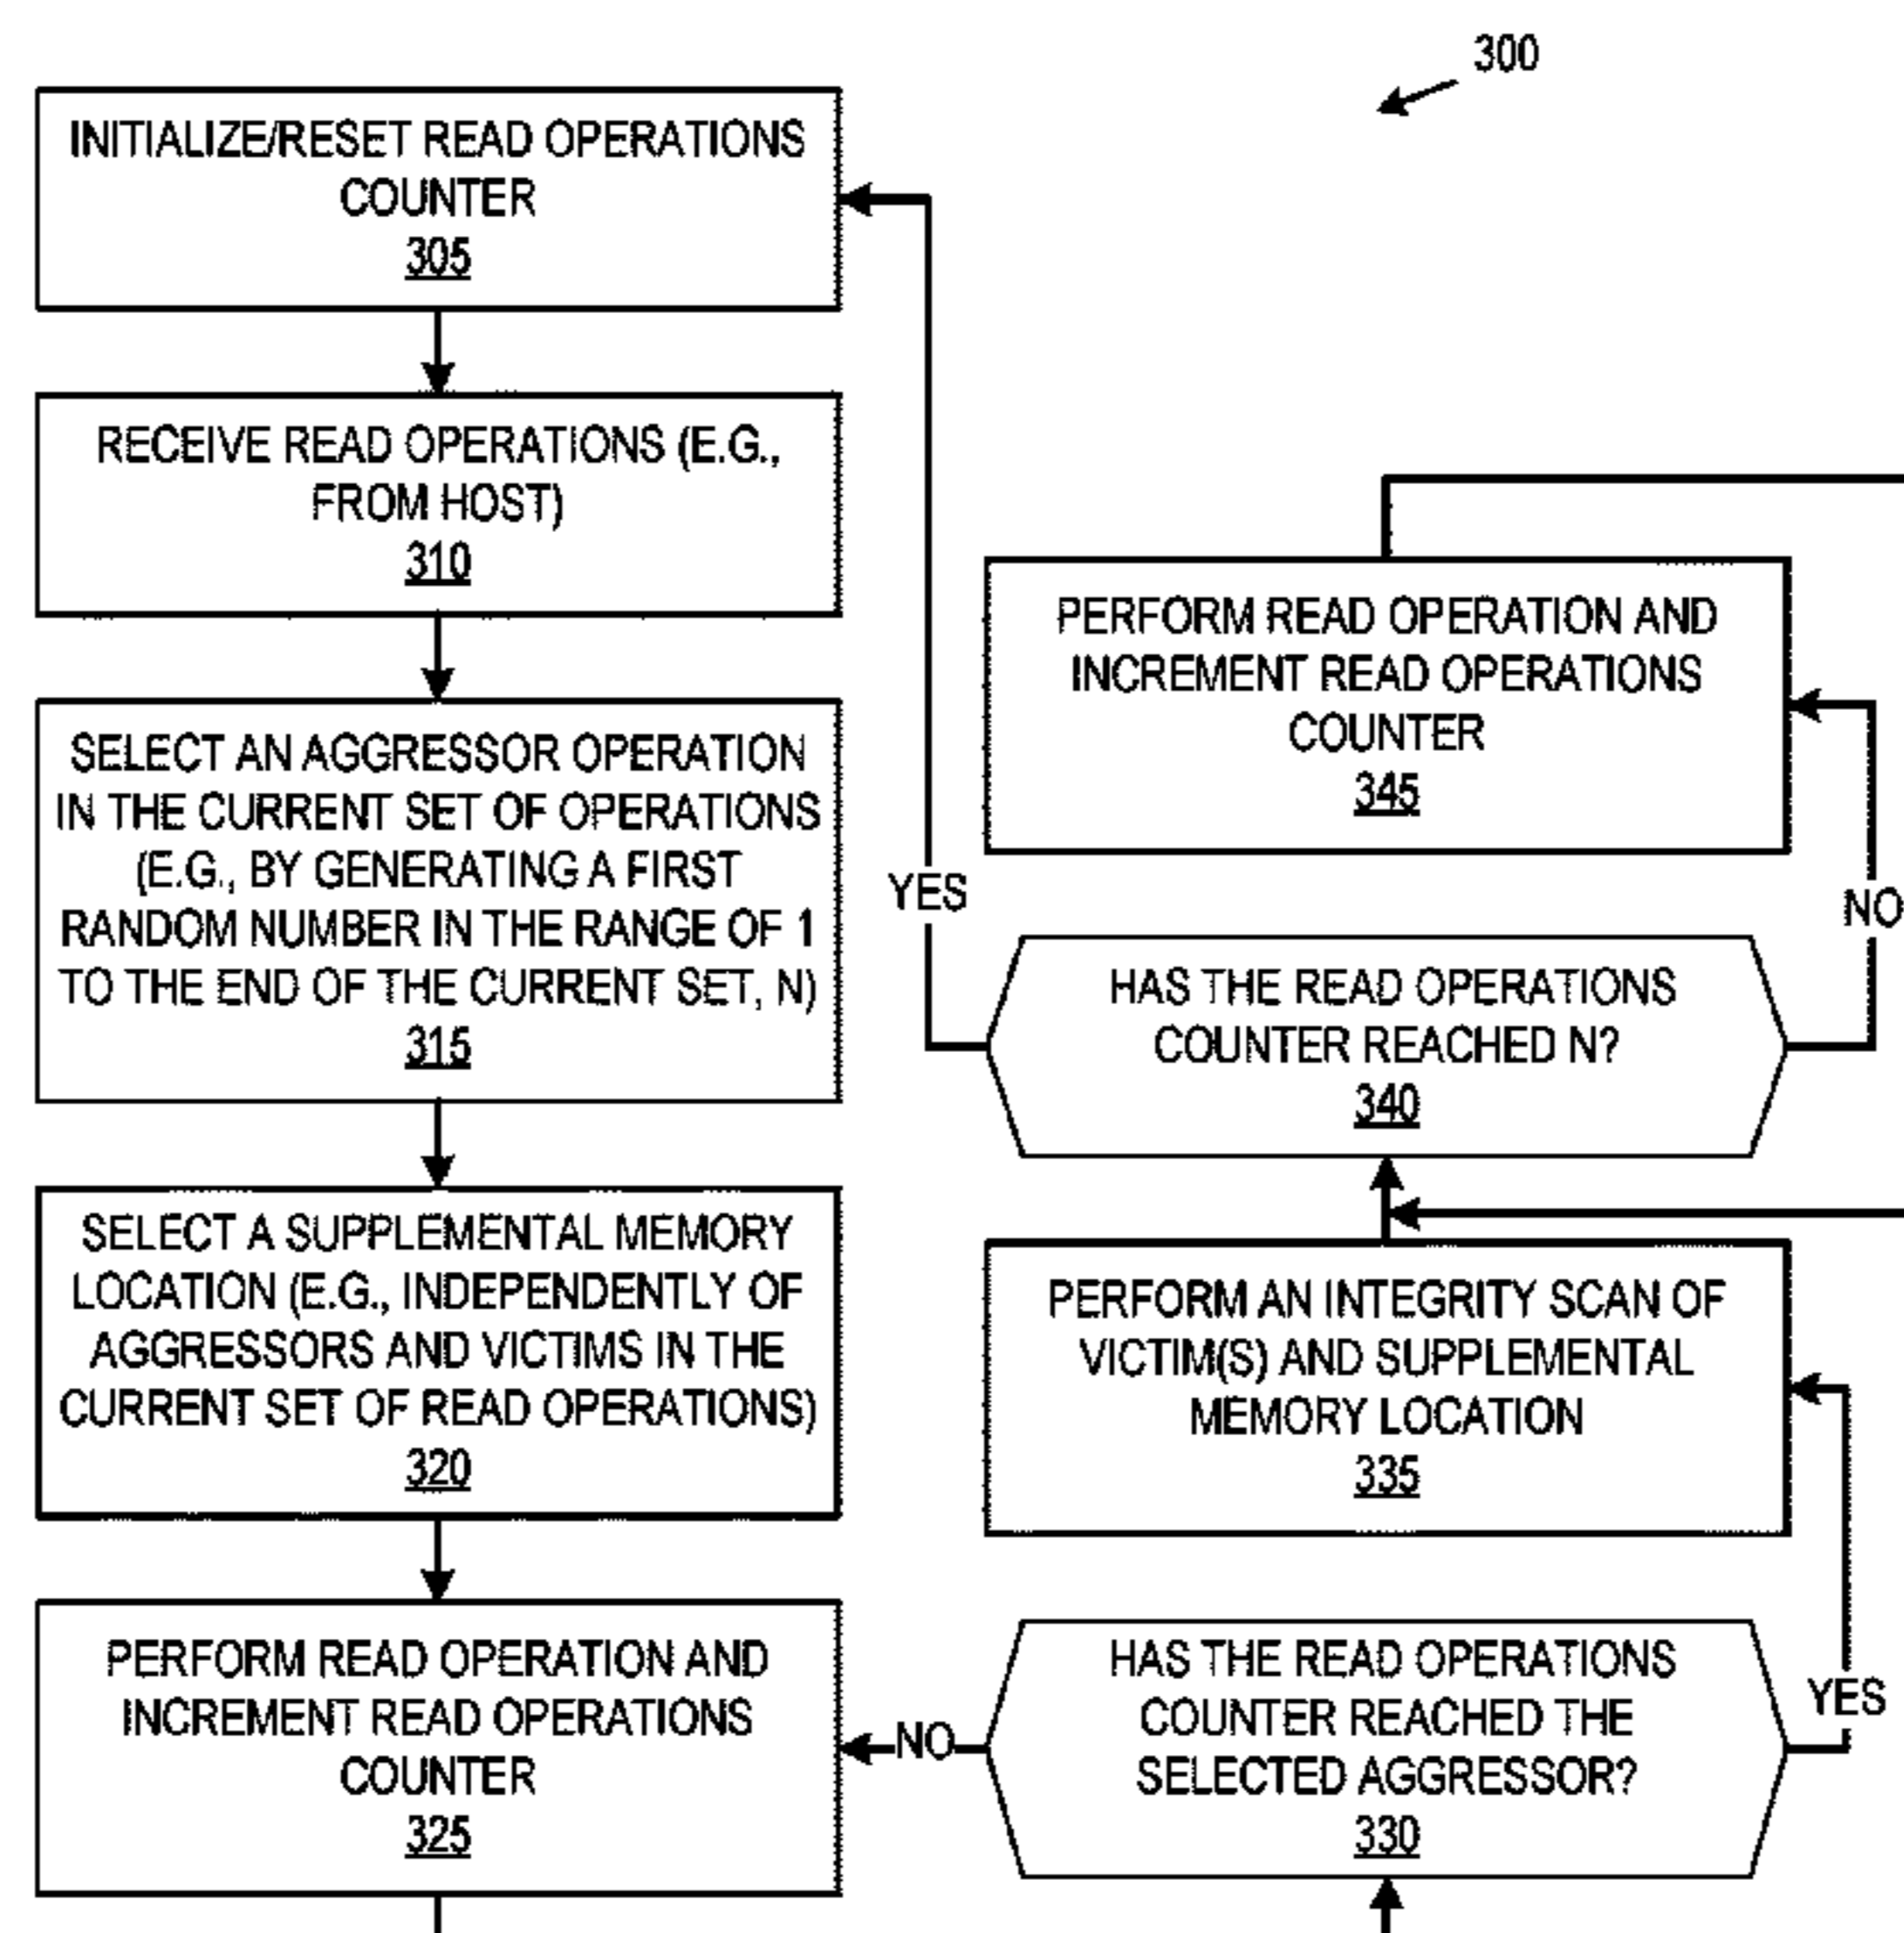 300
INITIALIZE/RESET READ OPERATIONS
COUNTER
305
RECEIVE READ OPERATIONS (E.G.,
FROM HOST)
310
SELECT AN AGGRESSOR OPERATION
IN THE CURRENT SET OF OPERATIONS
(E.G., BY GENERATING A FIRST
RANDOM NUMBER IN THE RANGE OF 1
TO THE END OF THE CURRENT SET, N)
315
SELECT A SUPPLEMENTAL MEMORY
LOCATION (E.G., INDEPENDENTLY OF
AGGRESSORS AND VICTIMS IN THE
CURRENT SET OF READ OPERATIONS)
320
PERFORM READ OPERATION AND
INCREMENT READ OPERATIONS
COUNTER
325
NO
HAS THE READ OPERATIONS
COUNTER REACHED THE
SELECTED AGGRESSOR?
330
YES
PERFORM AN INTEGRITY SCAN OF
VICTIM(S) AND SUPPLEMENTAL
MEMORY LOCATION
335
HAS THE READ OPERATIONS
COUNTER REACHED N?
340
YES
NO
PERFORM READ OPERATION AND
INCREMENT READ OPERATIONS
COUNTER
345